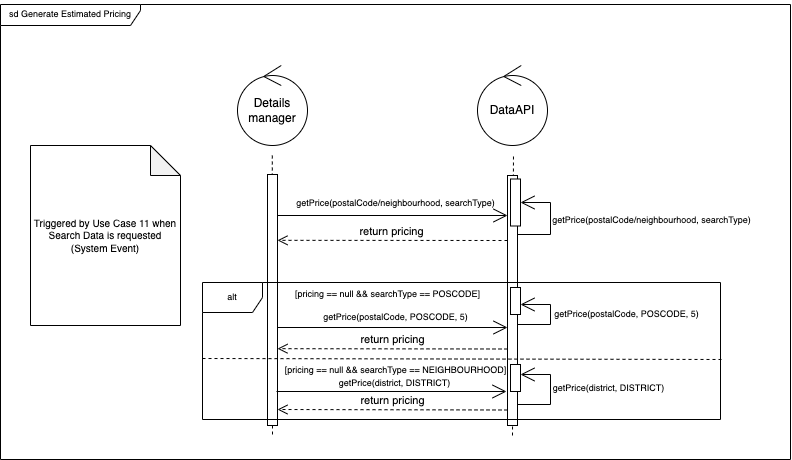 sd Generate Estimated Pricing
Details
manager
DataAPI
Triggered by Use Case 11 when
Search Data is requested
(System Event)
getPrice(postalCode/neighbourhood, searchType)
getPrice(postalCode/neighbourhood, searchType)
return pricing
alt
[pricing == null && searchType == POSCODE]
getPrice(postalCode, POSCODE, 5)
getPrice(postalCode, POSCODE, 5)
return pricing
[pricing == null && searchType == NEIGHBOURHOOD]
getPrice(district, DISTRICT)
getPrice(district, DISTRICT)
return pricing